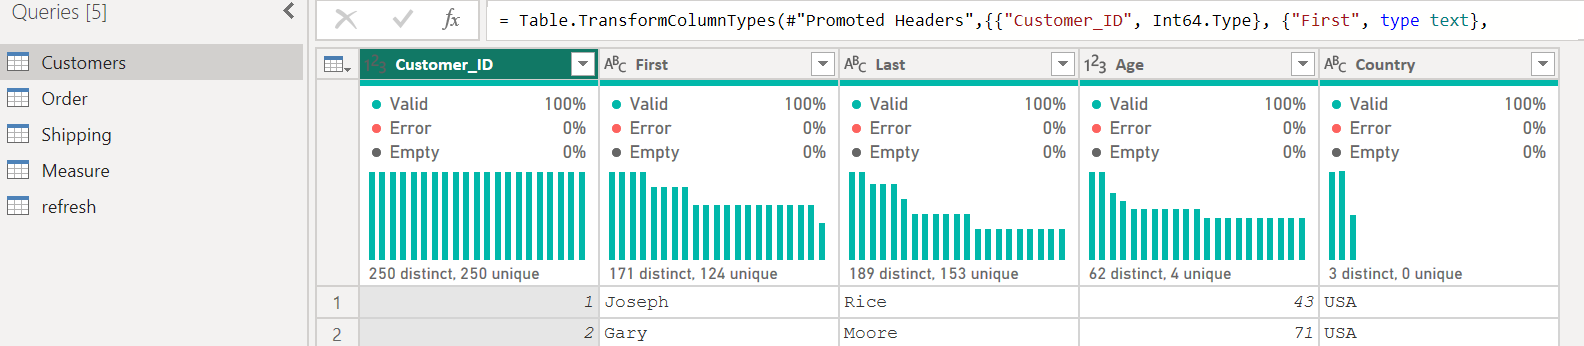 Queries [5]
Customers
Order
Shipping
Measure
refresh
fx = Table.TransformColumnTypes(#"Promoted Headers",{{"Customer_ID", Int64.Type}, {"First", type text},
123 Customer_ID ABC First ABC Last 123 Age ABC Country
Valid 100% Valid 100% Valid 100% Valid 100% Valid 100%
Error 0% Error 0% Error 0% Error 0% Error 0%
Empty 0% Empty 0% Empty 0% Empty 0% Empty 0%
250 distinct, 250 unique 171 distinct, 124 unique 189 distinct, 153 unique 62 distinct, 4 unique 3 distinct, 0 unique
1 1 Joseph Rice 43 USA
2 2 Gary Moore 71 USA